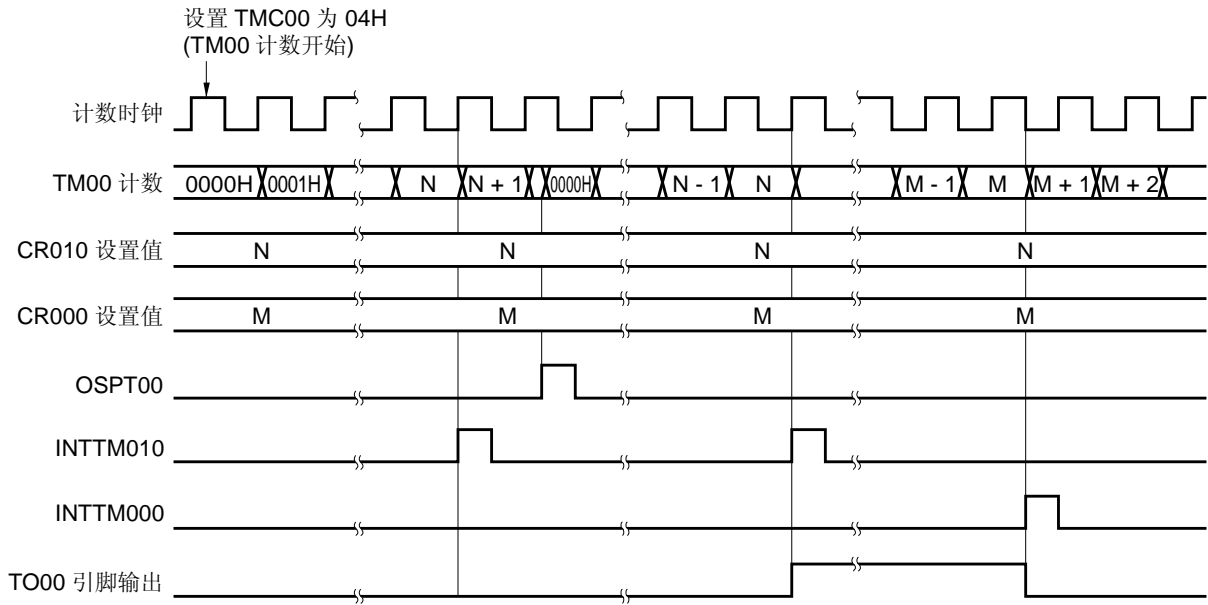 设置 TMC00 为 04H
(TM00 计数开始)
计数时钟
TM00 计数 0000H 0001H N N + 1 0000H N - 1 N M - 1 M M + 1 M + 2
CR010 设置值 N N N N
CR000 设置值 M M M M
OSPT00
INTTM010
INTTM000
TO00 引脚输出